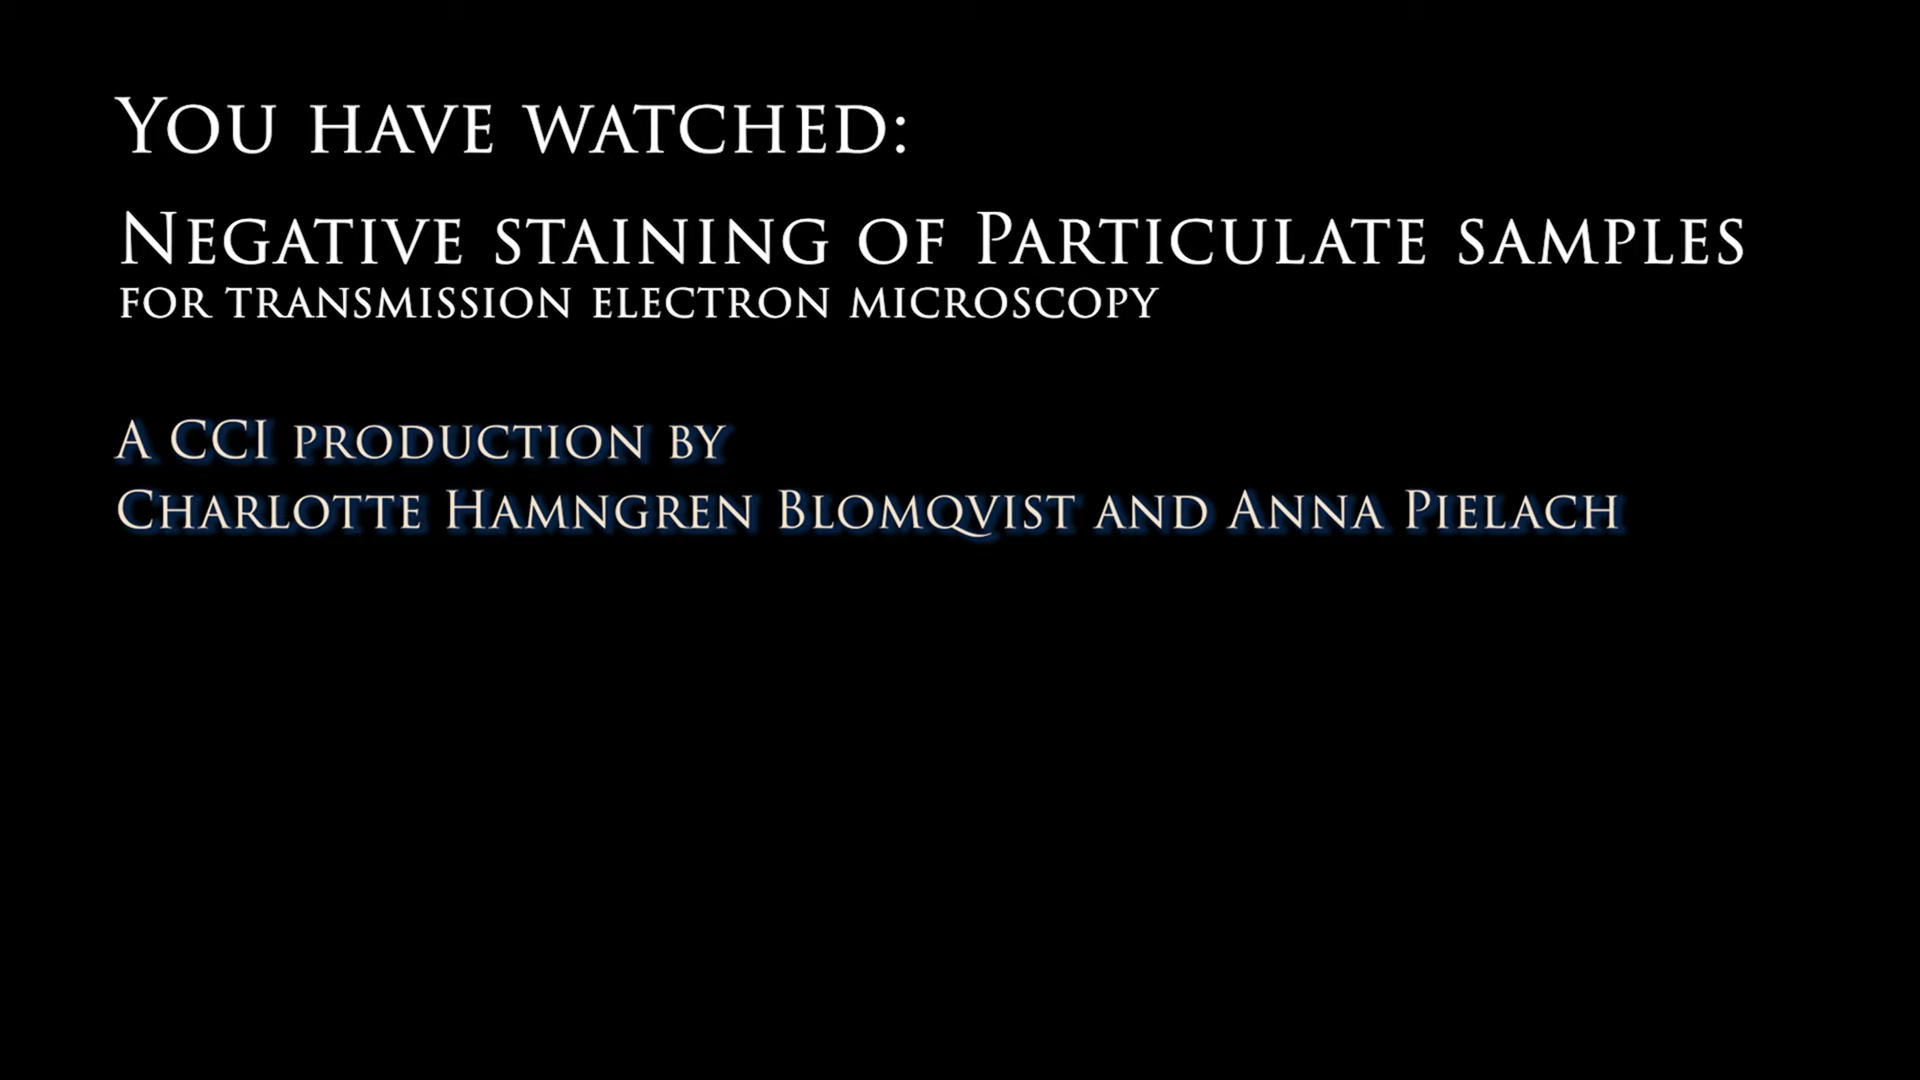 You have watched:
Negative staining of Particulate samples
for transmission electron microscopy
A CCI production by
Charlotte Hamngren Blomqvist and Anna Pielach